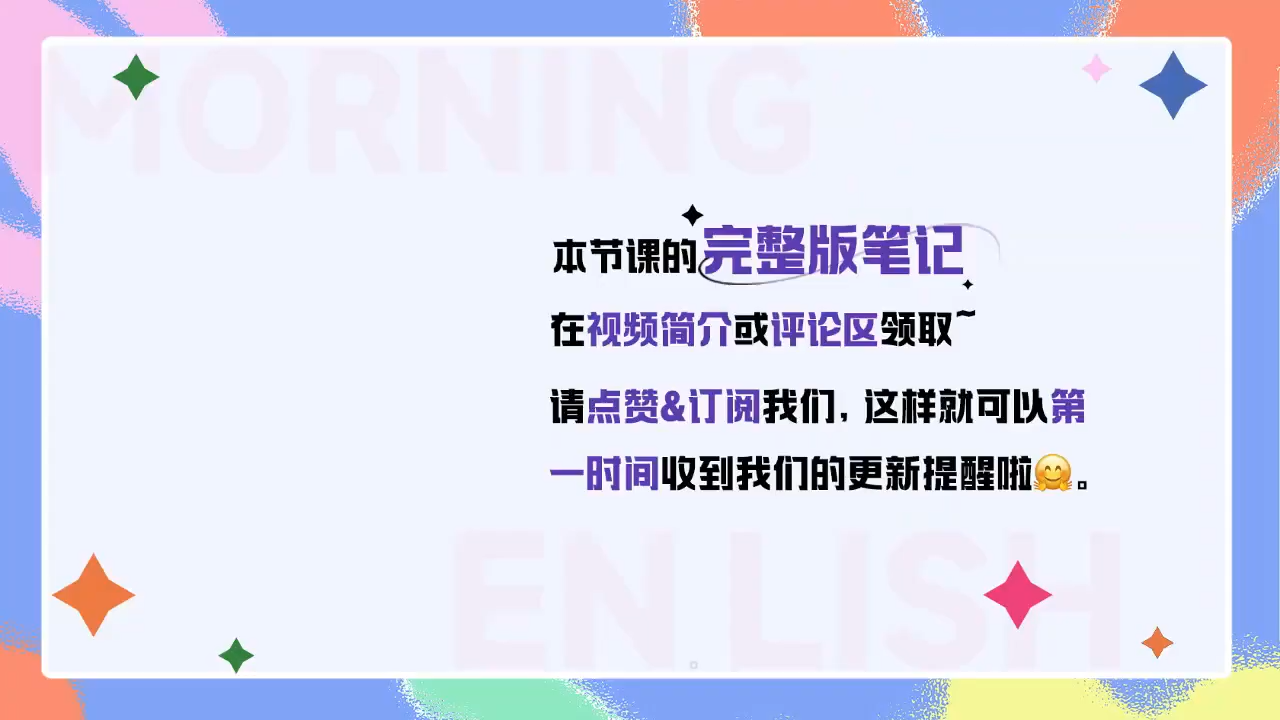 MORNING
本节课的完整版笔记
在视频简介或评论区领取~
请点赞&订阅我们，这样就可以第
一时间收到我们的更新提醒啦🤗。
EN LISH